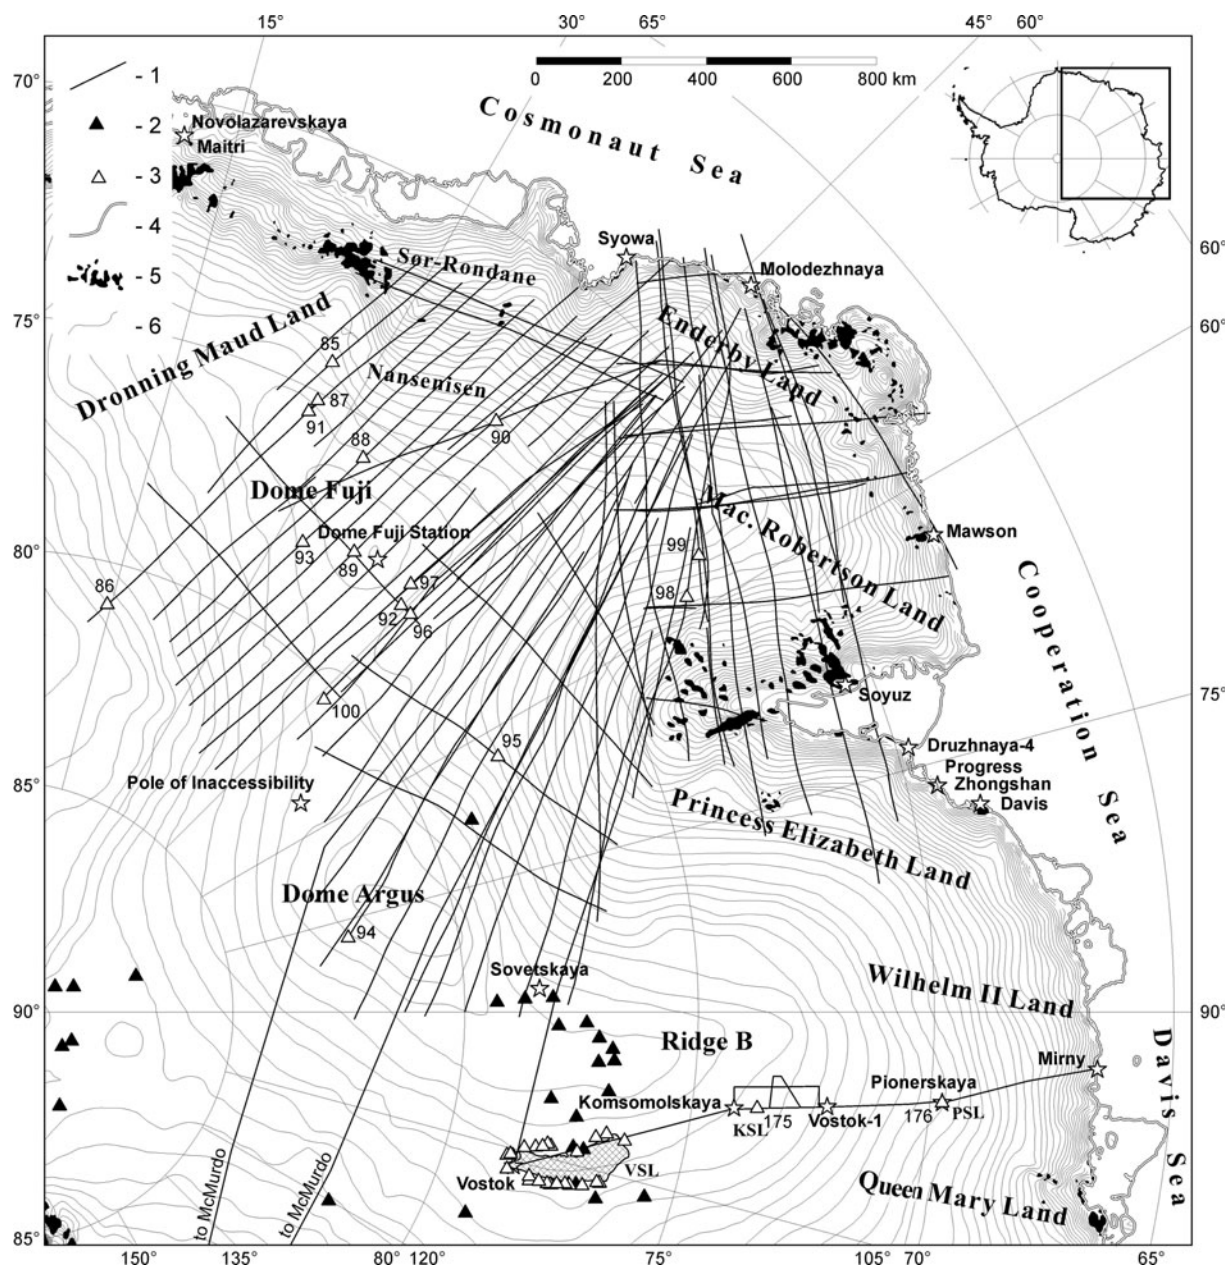 15°
30°
65°
45°
60°
70°
- 1
- 2
- 3
- 4
- 5
- 6
0
200
400
600
800 km
Novolazarevskaya
Maitri
Cosmonaut Sea
Syowa
Molodezhnaya
60°
60°
75°
Sør-Rondane
Dronning Maud Land
Enderby Land
Nansenisen
85
87
91
88
90
Dome Fuji
Dome Fuji Station
93
89
97
92
96
86
80°
99
98
Mac. Robertson Land
Mawson
Cooperation Sea
Soyuz
75°
100
95
Druzhnaya-4
Progress
Zhongshan
Davis
Pole of Inaccessibility
85°
Princess Elizabeth Land
Dome Argus
94
Sovetskaya
Wilhelm II Land
90°
90°
Ridge B
Mirny
Davis Sea
Pionerskaya
Komsomolskaya
KSL
175
Vostok-1
176
PSL
VSL
Vostok
Queen Mary Land
to McMurdo
to McMurdo
85°
150°
135°
80°
120°
75°
105°
70°
65°